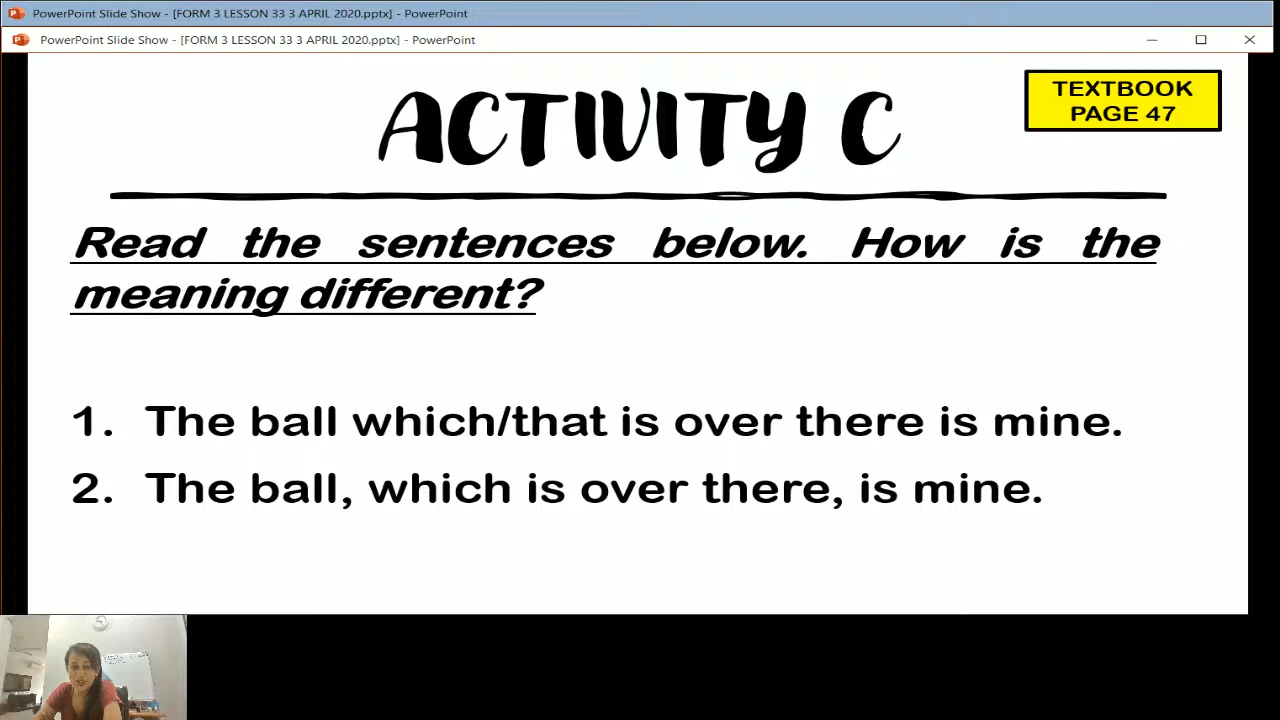 PowerPoint Slide Show - [FORM 3 LESSON 33 3 APRIL 2020.pptx] - PowerPoint
PowerPoint Slide Show - [FORM 3 LESSON 33 3 APRIL 2020.pptx] - PowerPoint
ACTIVITY C
TEXTBOOK
PAGE 47
Read the sentences below. How is the
meaning different?
1. The ball which/that is over there is mine.
2. The ball, which is over there, is mine.